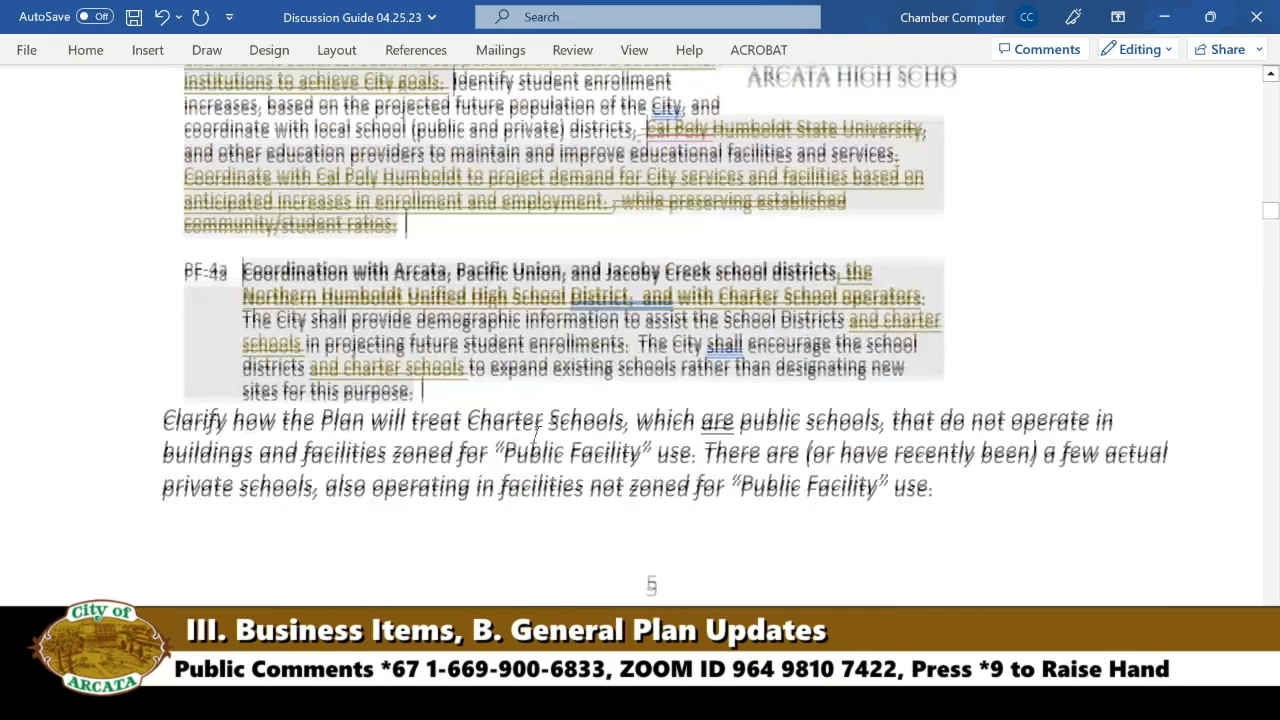 AutoSave Off Discussion Guide 04.25.23 Search Chamber Computer CC
File Home Insert Draw Design Layout References Mailings Review View Help ACROBAT Comments Editing Share
institutions to achieve City goals. Identify student enrollment
ARCATA HIGH SCHO
increases, based on the projected future population of the City, and
coordinate with local school (public and private) districts, Cal Poly Humboldt State University,
and other education providers to maintain and improve educational facilities and services.
Coordinate with Cal Poly Humboldt to project demand for City services and facilities based on
anticipated increases in enrollment and employment. , while preserving established
community/student ratios.
PF-4a Coordination with Arcata, Pacific Union, and Jacoby Creek school districts, the
Northern Humboldt Unified High School District, and with Charter School operators.
The City shall provide demographic information to assist the School Districts and charter
schools in projecting future student enrollments. The City shall encourage the school
districts and charter schools to expand existing schools rather than designating new
sites for this purpose.
Clarify how the Plan will treat Charter Schools, which are public schools, that do not operate in
buildings and facilities zoned for “Public Facility” use. There are (or have recently been) a few actual
private schools, also operating in facilities not zoned for “Public Facility” use.
5
City of
ARCATA
III. Business Items, B. General Plan Updates
Public Comments *67 1-669-900-6833, ZOOM ID 964 9810 7422, Press *9 to Raise Hand